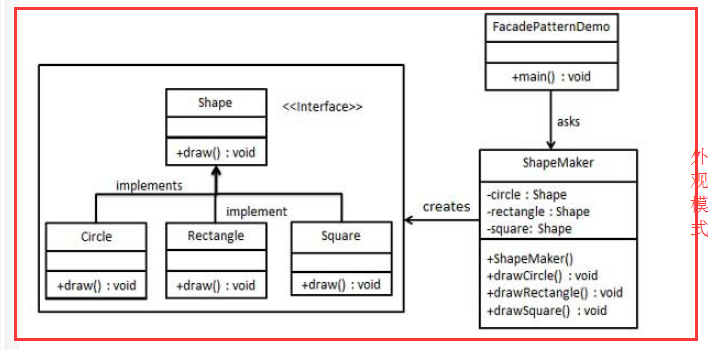 FacadePatternDemo
+main() : void
asks
Shape
<<Interface>>
+draw() : void
implements
implement
Circle
+draw() : void
Rectangle
+draw() : void
Square
+draw() : void
creates
ShapeMaker
-circle : Shape
-rectangle : Shape
-square: Shape
+ShapeMaker()
+drawCircle() : void
+drawRectangle() : void
+drawSquare() : void
外观模式